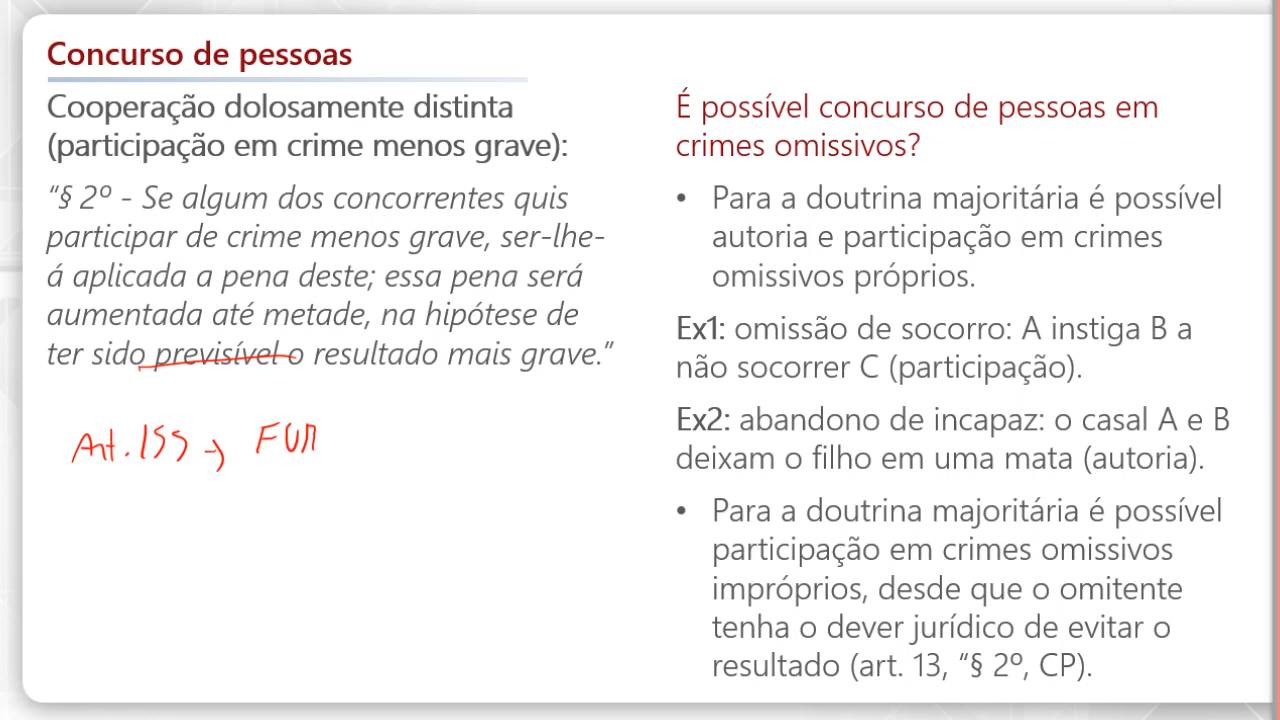 Concurso de pessoas
Cooperação dolosamente distinta
(participação em crime menos grave):
“§ 2º - Se algum dos concorrentes quis
participar de crime menos grave, ser-lhe-
á aplicada a pena deste; essa pena será
aumentada até metade, na hipótese de
ter sido previsível o resultado mais grave.”
Art. 155 → FUR
É possível concurso de pessoas em
crimes omissivos?
• Para a doutrina majoritária é possível
autoria e participação em crimes
omissivos próprios.
Ex1: omissão de socorro: A instiga B a
não socorrer C (participação).
Ex2: abandono de incapaz: o casal A e B
deixam o filho em uma mata (autoria).
• Para a doutrina majoritária é possível
participação em crimes omissivos
impróprios, desde que o omitente
tenha o dever jurídico de evitar o
resultado (art. 13, “§ 2º, CP).